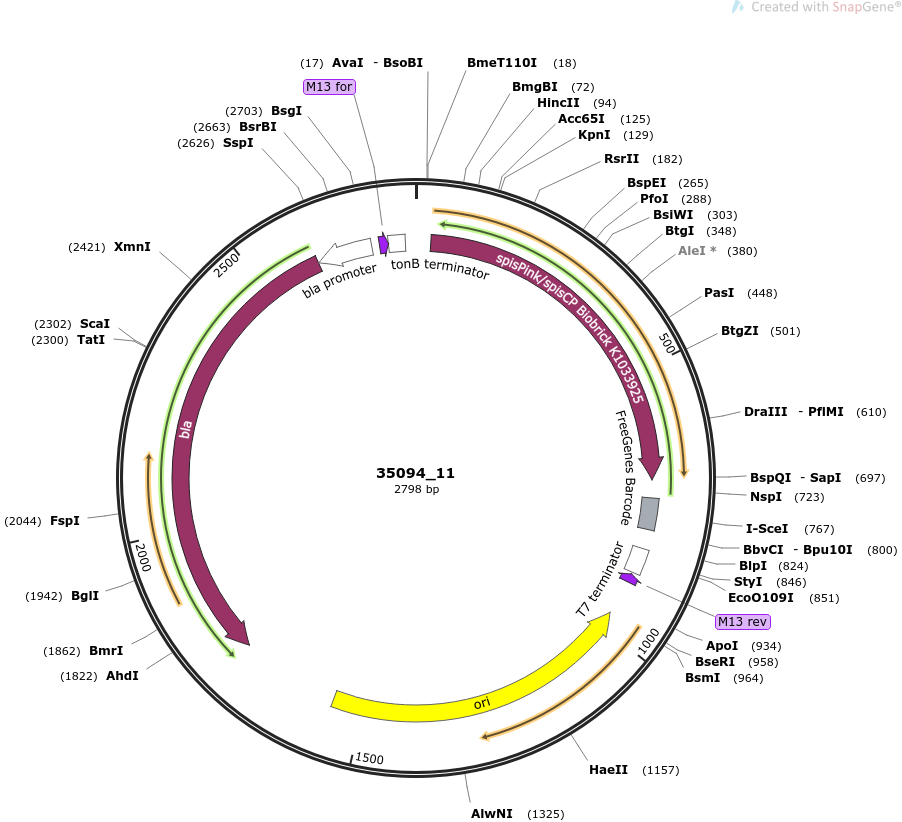 Created with SnapGene®
(17) AvaI - BsoBI
BmeT110I (18)
M13 for
BmgBI (72)
HincII (94)
(2703) BsgI
Acc65I (125)
(2663) BsrBI
KpnI (129)
(2626) SspI
RsrII (182)
BspEI (265)
PfoI (288)
BsiWI (303)
BtgI (348)
(2421) XmnI
AleI * (380)
2500
bla promoter
tonB terminator
spisPink/spisCP Biobrick K1033925
PasI (448)
(2302) ScaI
BtgZI (501)
(2300) TatI
500
DraIII - PflMI (610)
bla
FreeGenes Barcode
35094_11
2798 bp
BspQI - SapI (697)
NspI (723)
(2044) FspI
I-SceI (767)
2000
BbvCI - Bpu10I (800)
BlpI (824)
T7 terminator
StyI (846)
(1942) BglI
EcoO109I (851)
M13 rev
1000
(1862) BmrI
ApoI (934)
BseRI (958)
(1822) AhdI
BsmI (964)
ori
1500
HaeII (1157)
AlwNI (1325)